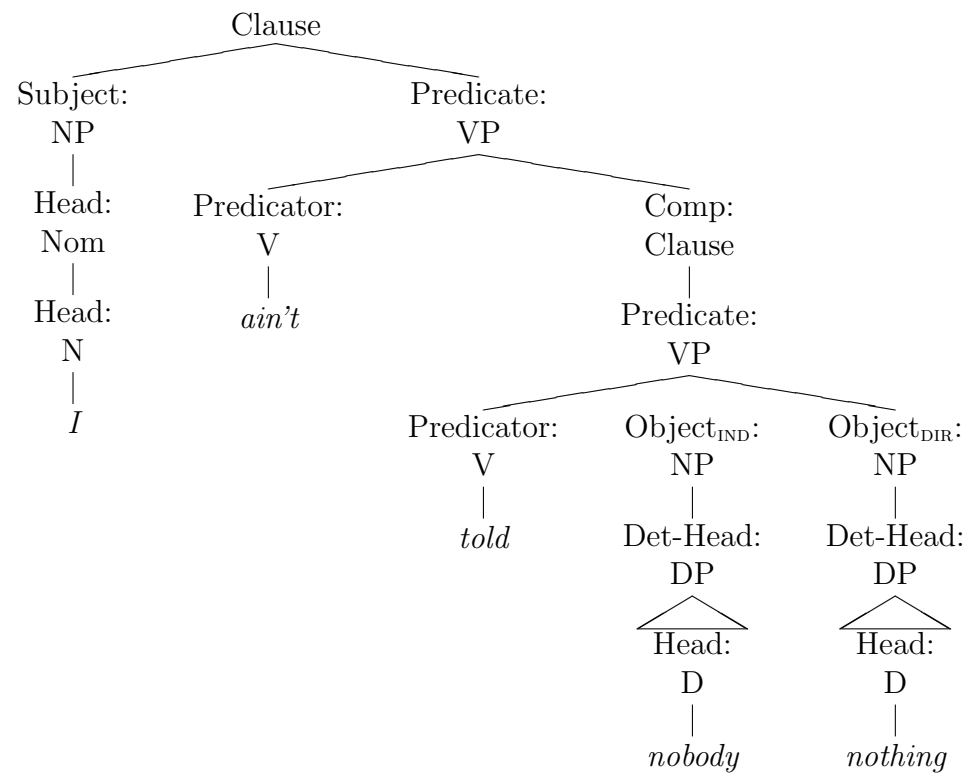 Clause
Subject: Predicate:
NP VP
Head: Predicator: Comp:
Nom V Clause
Head: ain't Predicate:
N VP
I Predicator: Object_IND: Object_DIR:
V NP NP
told Det-Head: Det-Head:
DP DP
Head: Head:
D D
nobody nothing